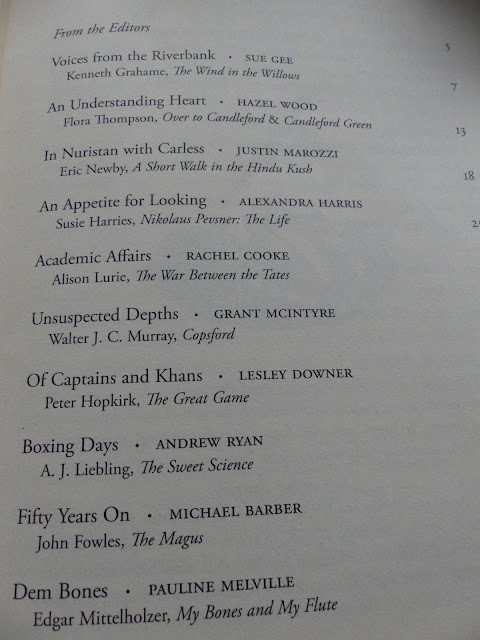 From the Editors 5
Voices from the Riverbank · SUE GEE 7
Kenneth Grahame, The Wind in the Willows
An Understanding Heart · HAZEL WOOD 13
Flora Thompson, Over to Candleford & Candleford Green
In Nuristan with Carless · JUSTIN MAROZZI 18
Eric Newby, A Short Walk in the Hindu Kush
An Appetite for Looking · ALEXANDRA HARRIS
Susie Harries, Nikolaus Pevsner: The Life
Academic Affairs · RACHEL COOKE
Alison Lurie, The War Between the Tates
Unsuspected Depths · GRANT MCINTYRE
Walter J. C. Murray, Copsford
Of Captains and Khans · LESLEY DOWNER
Peter Hopkirk, The Great Game
Boxing Days · ANDREW RYAN
A. J. Liebling, The Sweet Science
Fifty Years On · MICHAEL BARBER
John Fowles, The Magus
Dem Bones · PAULINE MELVILLE
Edgar Mittelholzer, My Bones and My Flute